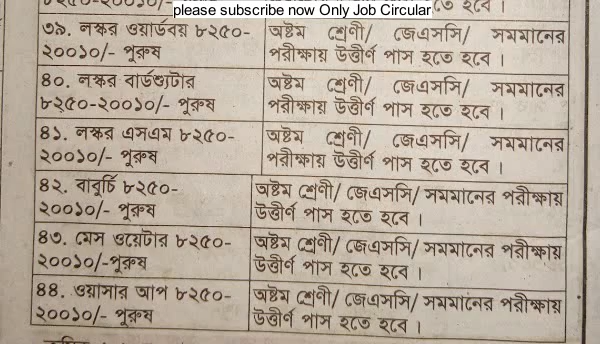 please subscribe now Only Job Circular
৩৯. লস্কর ওয়ার্ডবয় ৮২৫০-
২০০১০/- পুরুষ
অষ্টম শ্রেণী/ জেএসসি/ সমমানের
পরীক্ষায় উত্তীর্ণ পাস হতে হবে ।
৪০. লস্কর বার্ডশ্যুটার
৮২৫০-২০০১০/- পুরুষ
অষ্টম শ্রেণী/ জেএসসি/ সমমানের
পরীক্ষায় উত্তীর্ণ পাস হতে হবে ।
৪১. লস্কর এসএম ৮২৫০-
২০০১০/- পুরুষ
অষ্টম শ্রেণী/ জেএসসি/ সমমানের
পরীক্ষায় উত্তীর্ণ পাস হতে হবে ।
৪২. বাবুর্চি ৮২৫০-
২০০১০/- পুরুষ
অষ্টম শ্রেণী/ জেএসসি/ সমমানের পরীক্ষায়
উত্তীর্ণ পাস হতে হবে ।
৪৩. মেস ওয়েটার ৮২৫০-
২০০১০/-পুরুষ
অষ্টম শ্রেণী/ জেএসসি/ সমমানের পরীক্ষায়
উত্তীর্ণ পাস হতে হবে ।
৪৪. ওয়াসার আপ ৮২৫০-
২০০১০/- পুরুষ
অষ্টম শ্রেণী/ জেএসসি/ সমমানের পরীক্ষায়
উত্তীর্ণ পাস হতে হবে ।